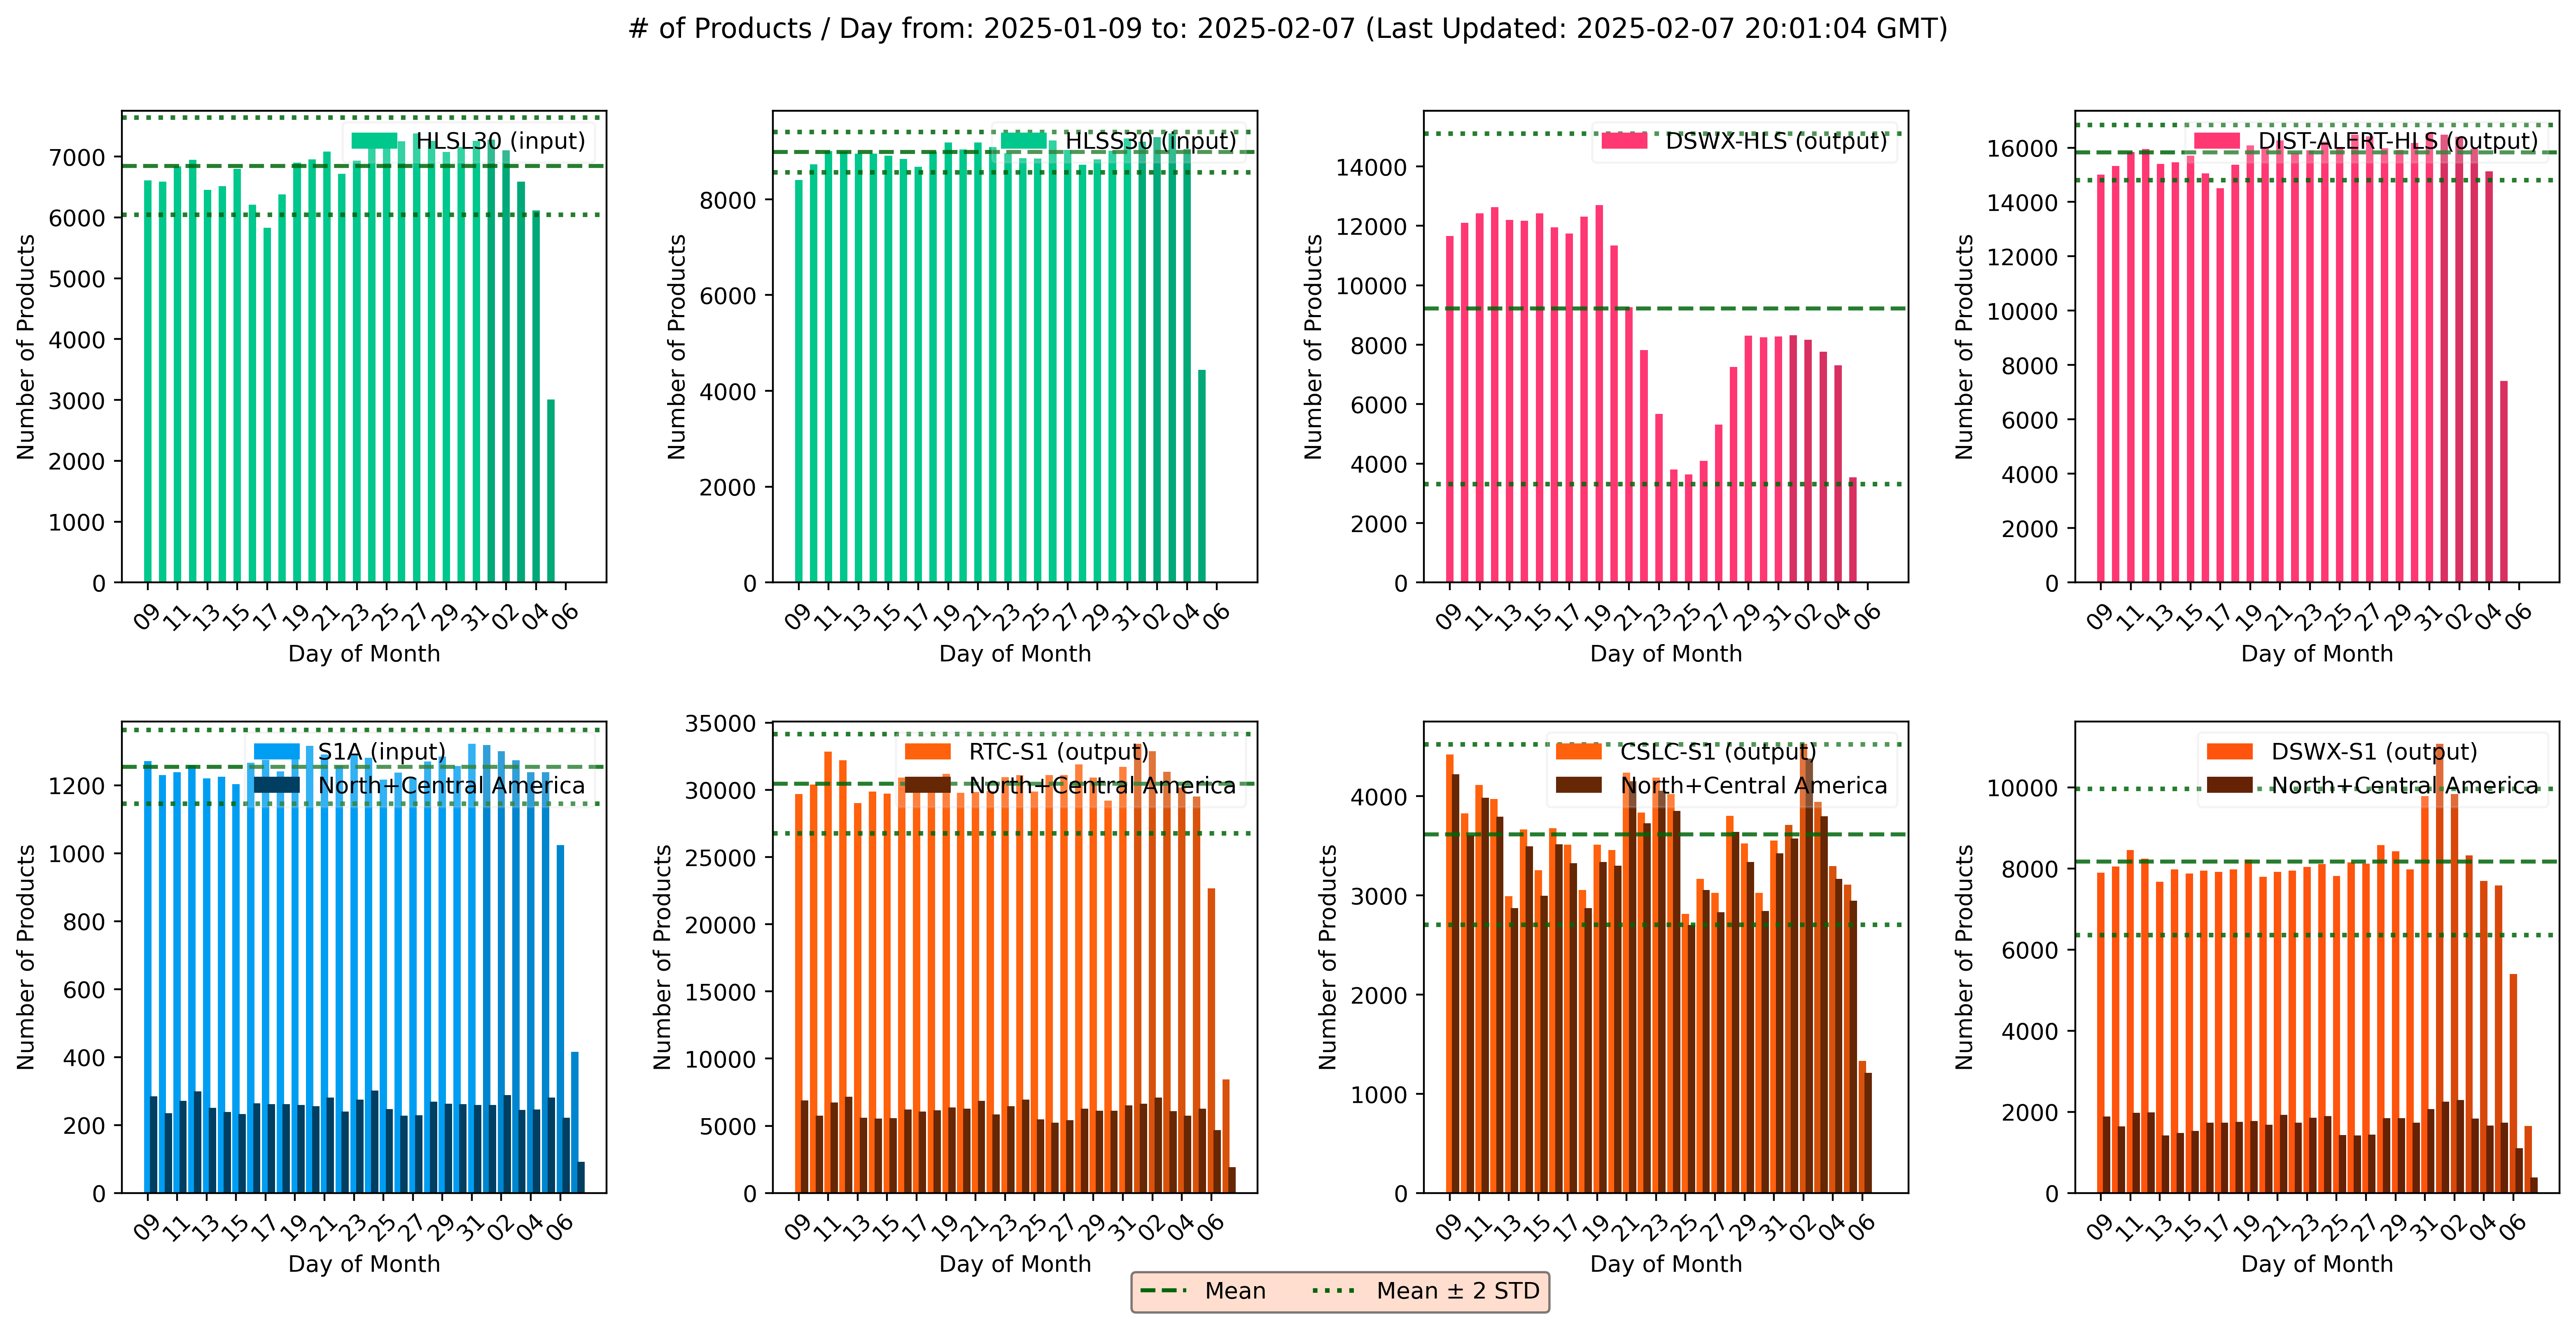 # of Products / Day from: 2025-01-09 to: 2025-02-07 (Last Updated: 2025-02-07 20:01:04 GMT)
Number of Products
7000
6000
5000
4000
3000
2000
1000
0
HLSL30 (input)
09 11 13 15 17 19 21 23 25 27 29 31 02 04 06
Day of Month
Number of Products
8000
6000
4000
2000
0
HLSS30 (input)
09 11 13 15 17 19 21 23 25 27 29 31 02 04 06
Day of Month
Number of Products
14000
12000
10000
8000
6000
4000
2000
0
DSWX-HLS (output)
09 11 13 15 17 19 21 23 25 27 29 31 02 04 06
Day of Month
Number of Products
16000
14000
12000
10000
8000
6000
4000
2000
0
DIST-ALERT-HLS (output)
09 11 13 15 17 19 21 23 25 27 29 31 02 04 06
Day of Month
Number of Products
1200
1000
800
600
400
200
0
S1A (input)
North+Central America
09 11 13 15 17 19 21 23 25 27 29 31 02 04 06
Day of Month
Number of Products
35000
30000
25000
20000
15000
10000
5000
0
RTC-S1 (output)
North+Central America
09 11 13 15 17 19 21 23 25 27 29 31 02 04 06
Day of Month
Number of Products
4000
3000
2000
1000
0
CSLC-S1 (output)
North+Central America
09 11 13 15 17 19 21 23 25 27 29 31 02 04 06
Day of Month
Number of Products
10000
8000
6000
4000
2000
0
DSWX-S1 (output)
North+Central America
09 11 13 15 17 19 21 23 25 27 29 31 02 04 06
Day of Month
Mean
Mean ± 2 STD